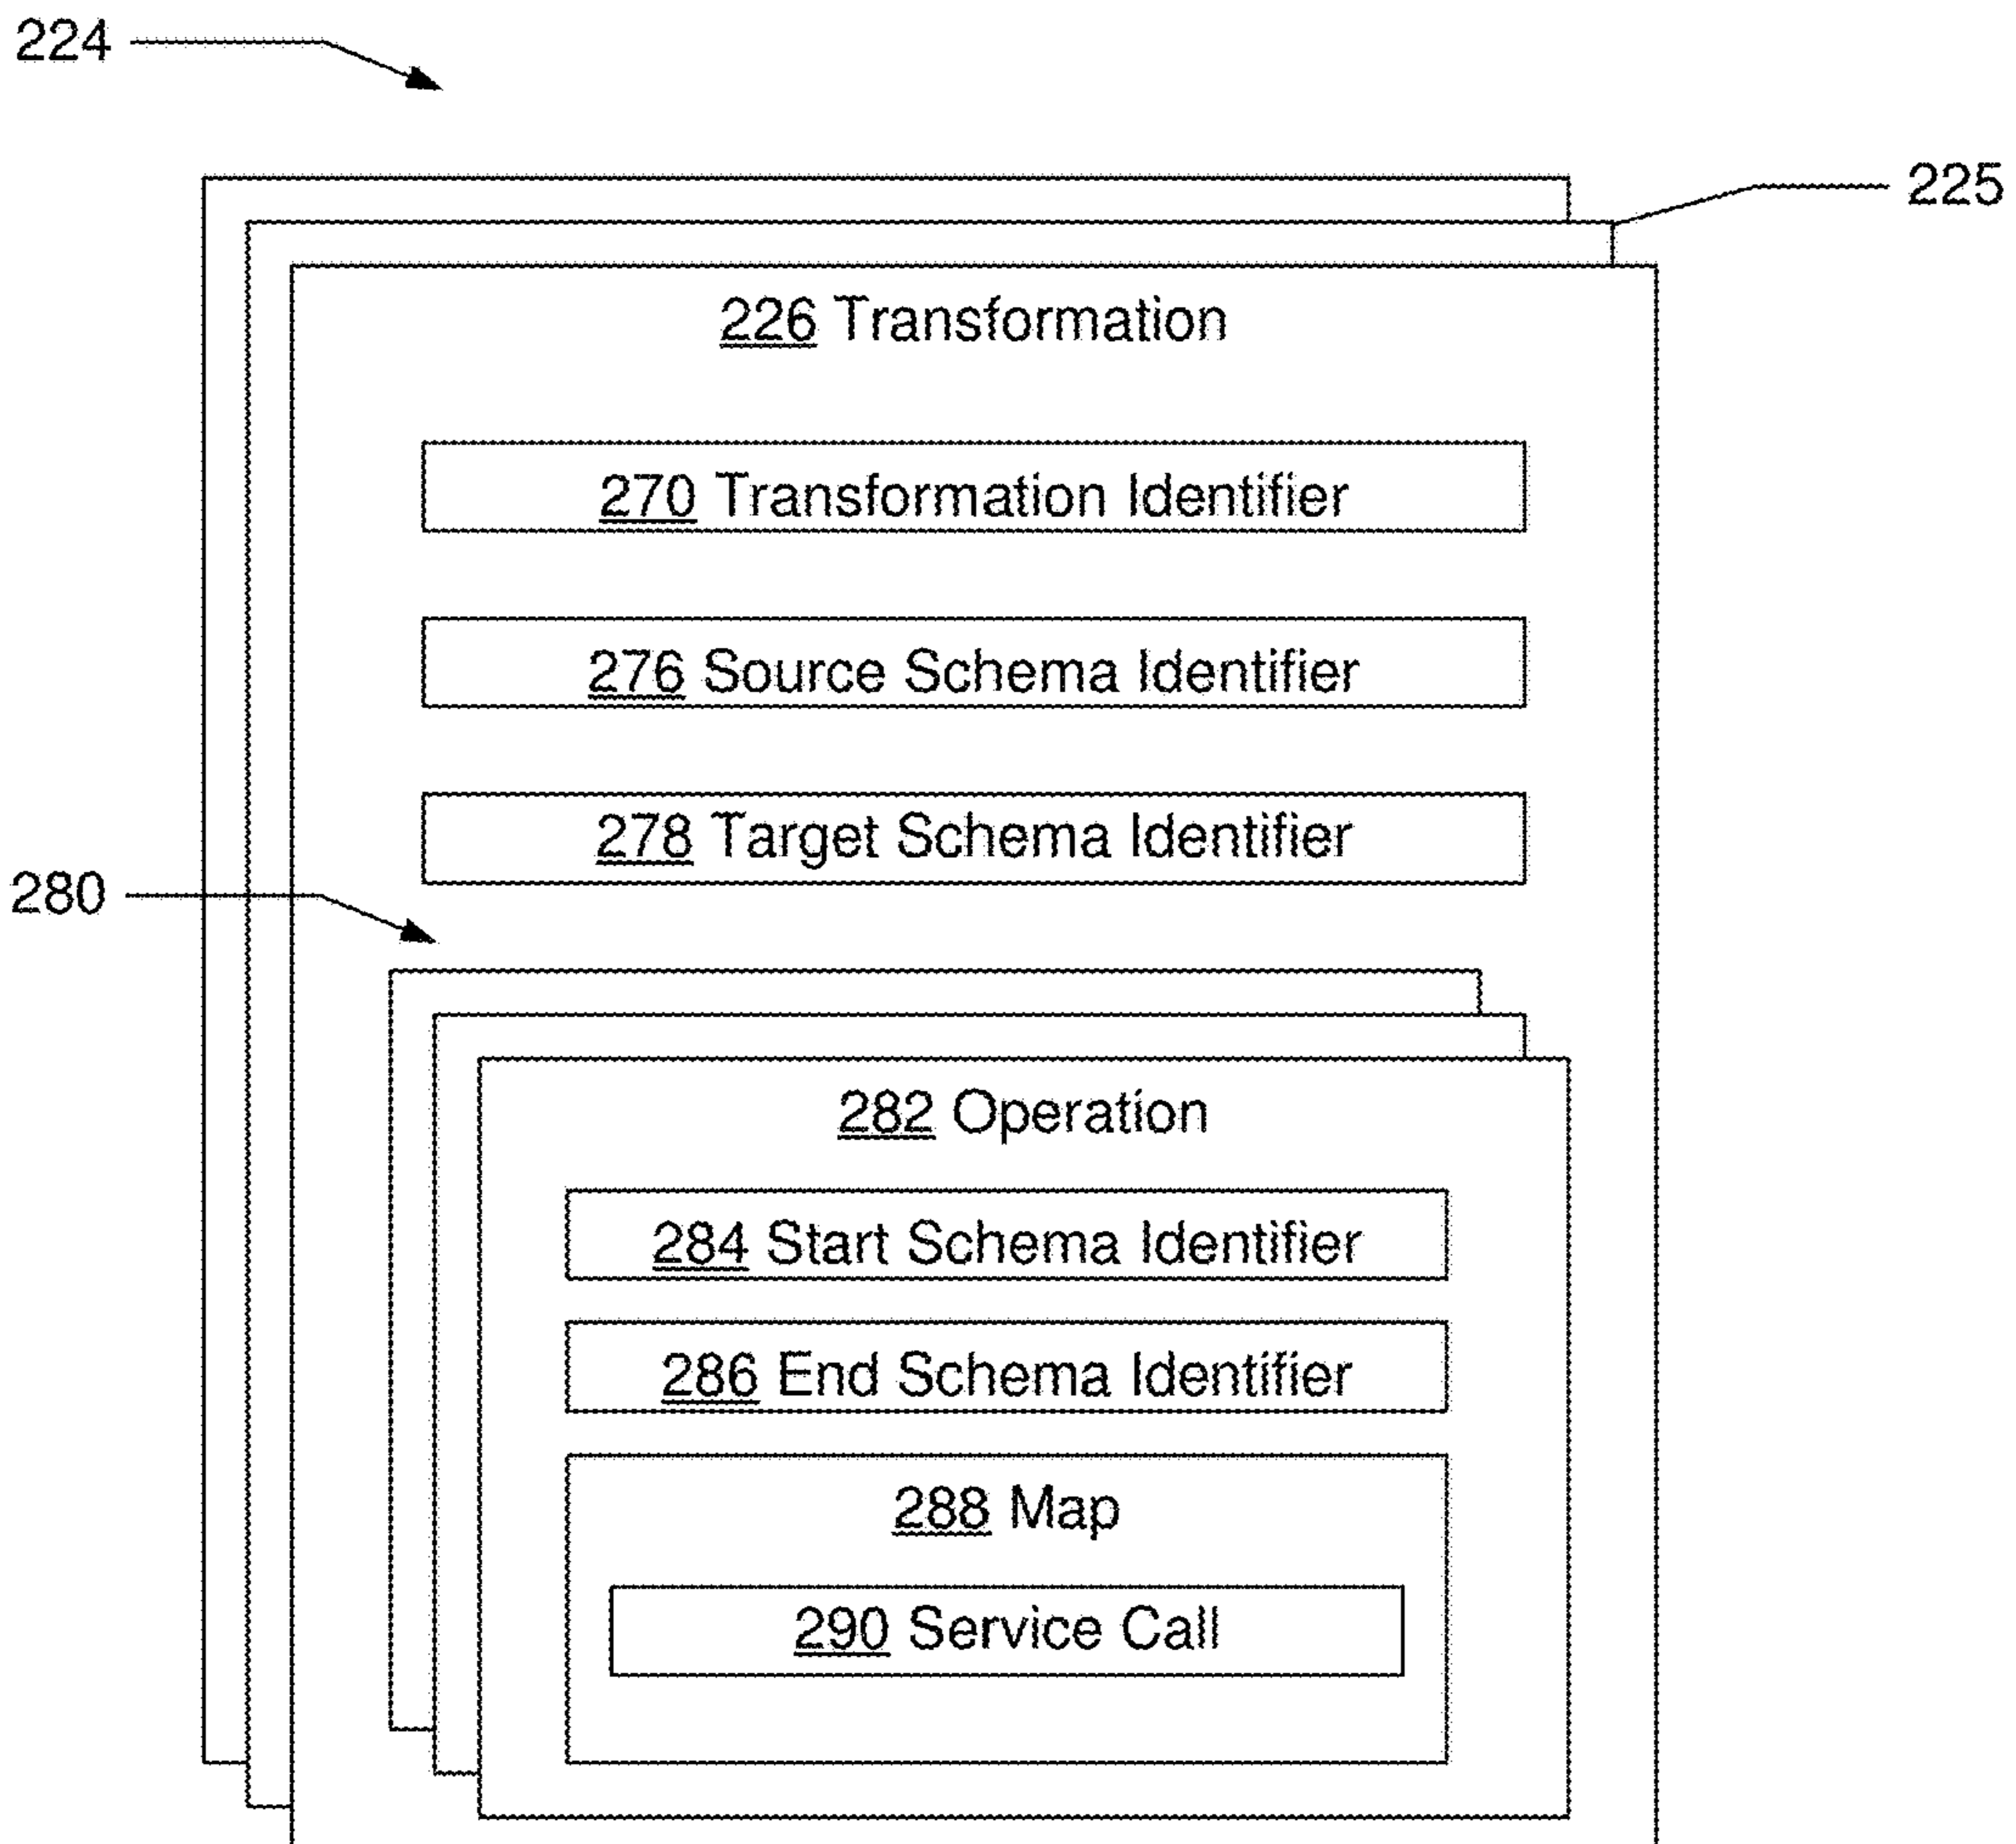 224
225
226 Transformation
270 Transformation Identifier
276 Source Schema Identifier
278 Target Schema Identifier
280
282 Operation
284 Start Schema Identifier
286 End Schema Identifier
288 Map
290 Service Call